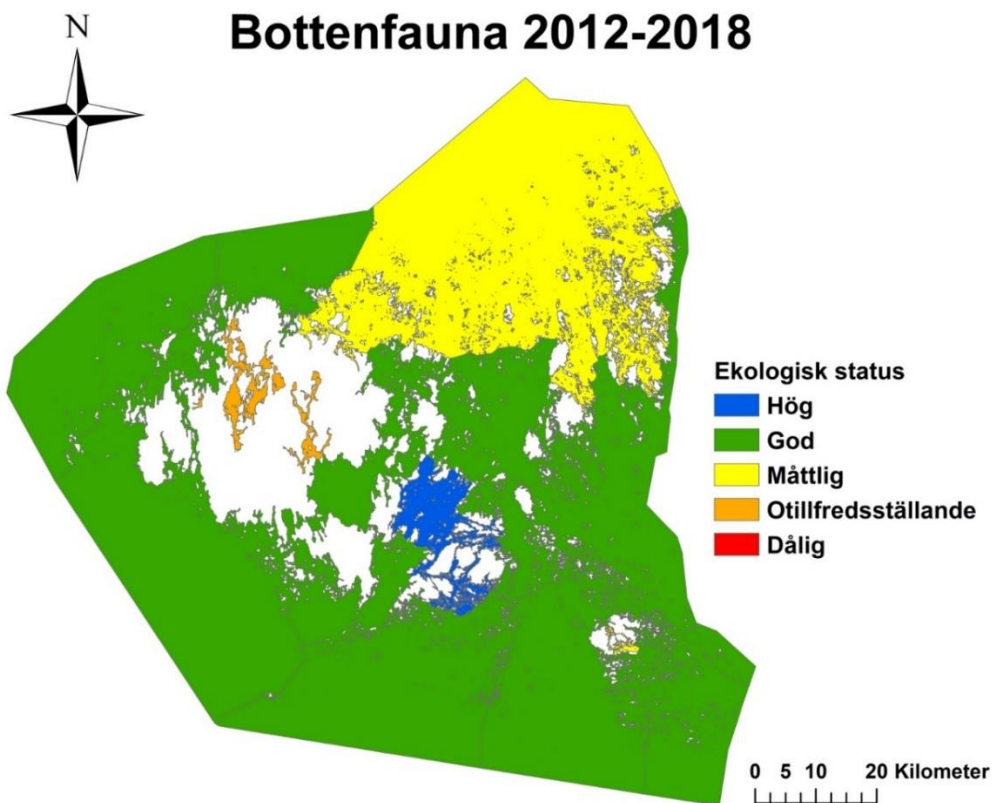 Bottenfauna 2012-2018
N
Ekologisk status
Hög
God
Måttlig
Otillfredsställande
Dålig
0 5 10 20 Kilometer